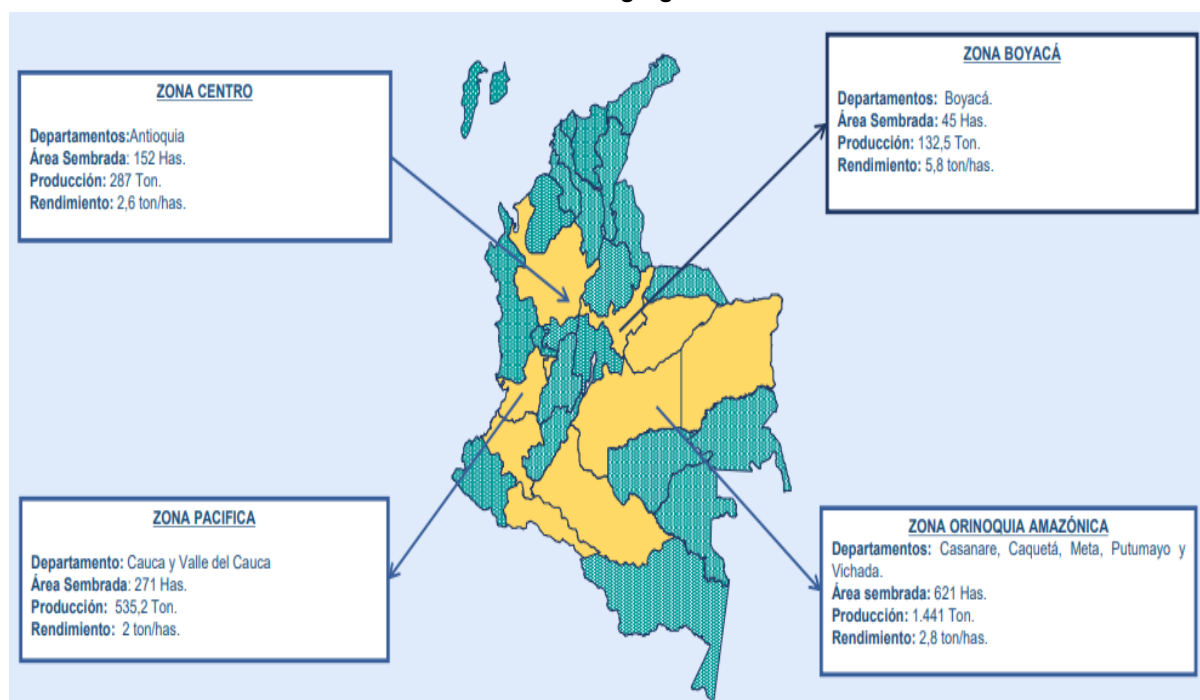 ZONA CENTRO
Departamentos:Antioquia
Área Sembrada: 152 Has.
Producción: 287 Ton.
Rendimiento: 2,6 ton/has.
ZONA BOYACÁ
Departamentos: Boyacá.
Área Sembrada: 45 Has.
Producción: 132,5 Ton.
Rendimiento: 5,8 ton/has.
ZONA PACIFICA
Departamento: Cauca y Valle del Cauca
Área Sembrada: 271 Has.
Producción: 535,2 Ton.
Rendimiento: 2 ton/has.
ZONA ORINOQUIA AMAZÓNICA
Departamentos: Casanare, Caquetá, Meta, Putumayo y
Vichada.
Área sembrada: 621 Has.
Producción: 1.441 Ton.
Rendimiento: 2,8 ton/has.